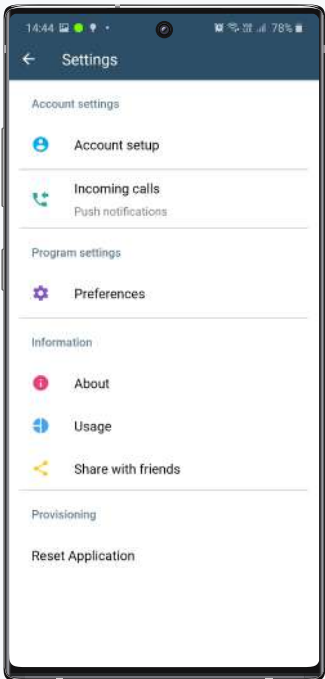 14:44
78%
Settings
Account settings
Account setup
Incoming calls
Push notifications
Program settings
Preferences
Information
About
Usage
Share with friends
Provisioning
Reset Application